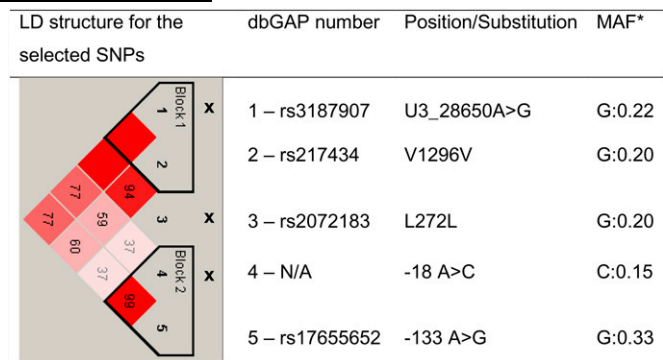 LD structure for the selected SNPs dbGAP number Position/Substitution MAF*
Block 1
1 x 1 – rs3187907 U3_28650A>G G:0.22
2 2 – rs217434 V1296V G:0.20
3 x 3 – rs2072183 L272L G:0.20
Block 2
4 x 4 – N/A -18 A>C C:0.15
5 5 – rs17655652 -133 A>G G:0.33
94
77
59
37
77
60
37
99